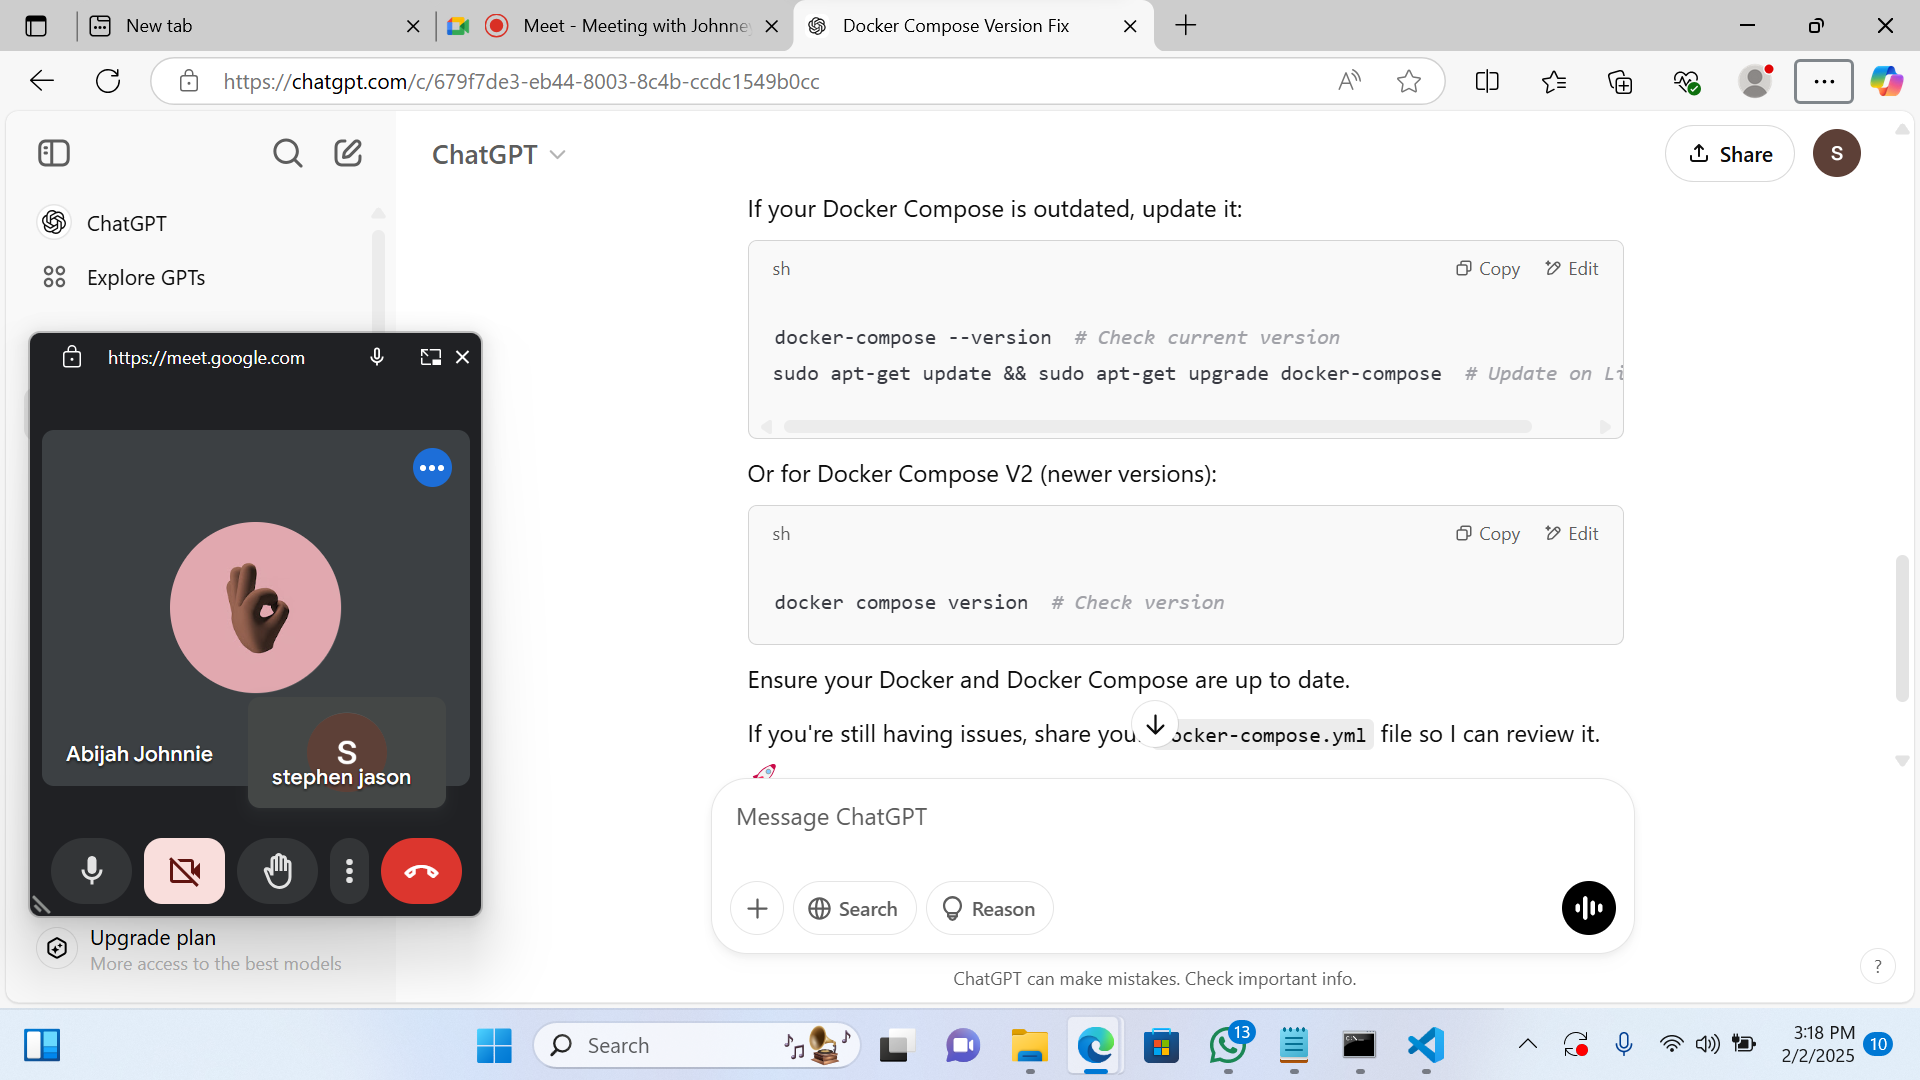 New tab
Meet - Meeting with Johnne
Docker Compose Version Fix
https://chatgpt.com/c/679f7de3-eb44-8003-8c4b-ccdc1549b0cc
ChatGPT
Share
S
ChatGPT
Explore GPTs
If your Docker Compose is outdated, update it:
sh
Copy
Edit
docker-compose --version # Check current version
sudo apt-get update && sudo apt-get upgrade docker-compose # Update on Li
Or for Docker Compose V2 (newer versions):
sh
Copy
Edit
docker compose version # Check version
Ensure your Docker and Docker Compose are up to date.
If you're still having issues, share you ocker-compose.yml file so I can review it.
🚀
https://meet.google.com
Abijah Johnnie
S
stephen jason
Upgrade plan
More access to the best models
Message ChatGPT
Search
Reason
ChatGPT can make mistakes. Check important info.
?
Search
13
3:18 PM
2/2/2025
10